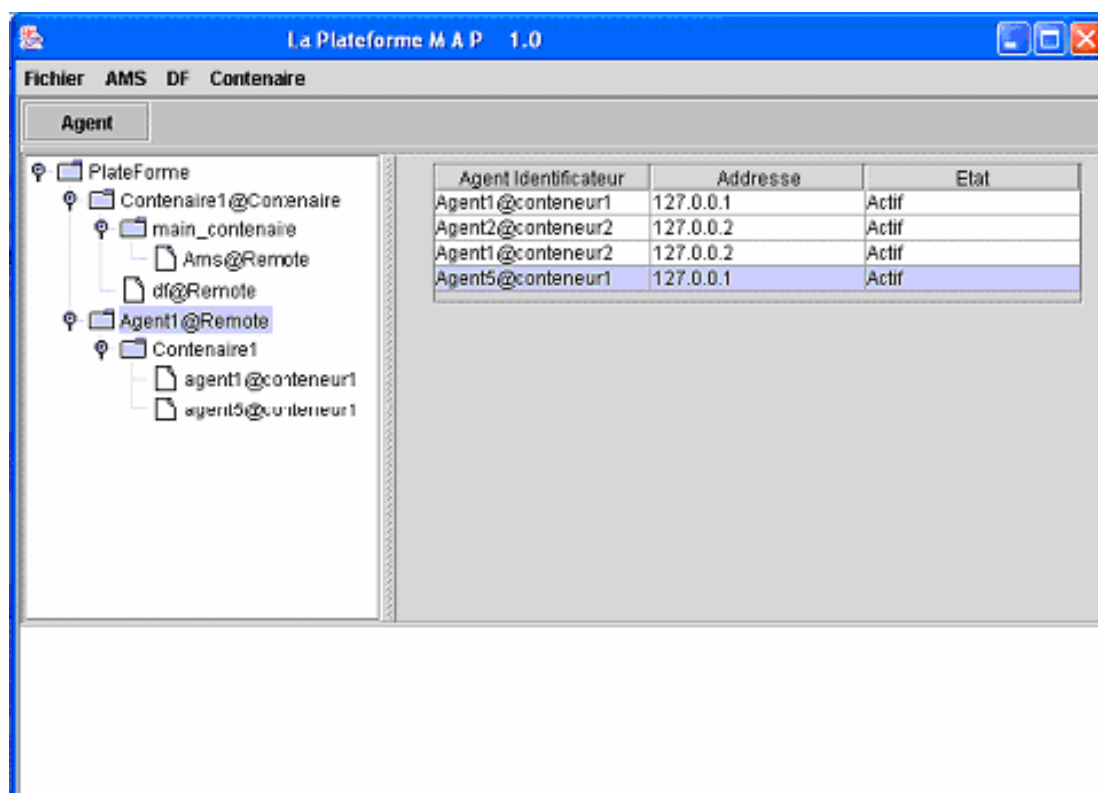 La Plateforme M A P 1.0
Fichier AMS DF Contenaire
Agent
PlateForme
Contenaire1@Contenaire
main_contenaire
Ams@Remote
df@Remote
Agent1@Remote
Contenaire1
agent1@conteneur1
agent5@conteneur1
Agent Identificateur Addresse Etat
Agent1@conteneur1 127.0.0.1 Actif
Agent2@conteneur2 127.0.0.2 Actif
Agent1@conteneur2 127.0.0.2 Actif
Agent5@conteneur1 127.0.0.1 Actif